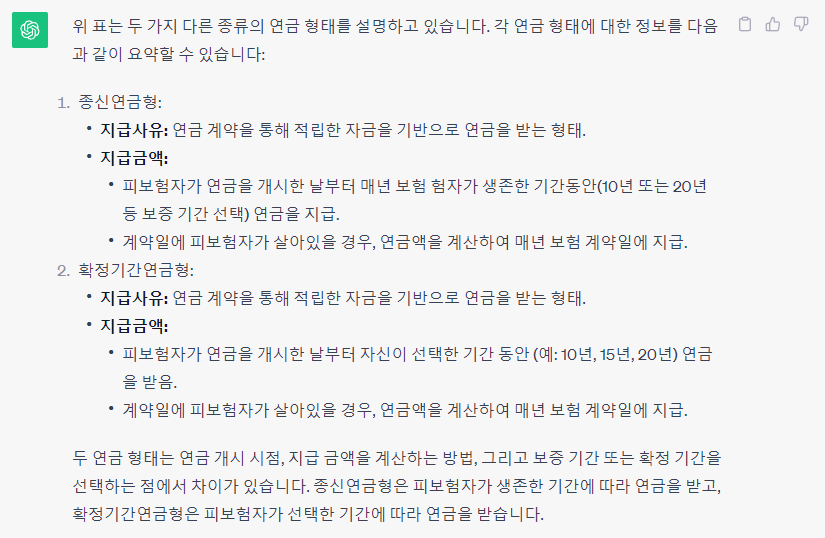 위 표는 두 가지 다른 종류의 연금 형태를 설명하고 있습니다. 각 연금 형태에 대한 정보를 다음
과 같이 요약할 수 있습니다:
1. 종신연금형:
• 지급사유: 연금 계약을 통해 적립한 자금을 기반으로 연금을 받는 형태.
• 지급금액:
• 피보험자가 연금을 개시한 날부터 매년 보험 험자가 생존한 기간동안(10년 또는 20년
등 보증 기간 선택) 연금을 지급.
• 계약일에 피보험자가 살아있을 경우, 연금액을 계산하여 매년 보험 계약일에 지급.
2. 확정기간연금형:
• 지급사유: 연금 계약을 통해 적립한 자금을 기반으로 연금을 받는 형태.
• 지급금액:
• 피보험자가 연금을 개시한 날부터 자신이 선택한 기간 동안 (예: 10년, 15년, 20년) 연금
을 받음.
• 계약일에 피보험자가 살아있을 경우, 연금액을 계산하여 매년 보험 계약일에 지급.
두 연금 형태는 연금 개시 시점, 지급 금액을 계산하는 방법, 그리고 보증 기간 또는 확정 기간을
선택하는 점에서 차이가 있습니다. 종신연금형은 피보험자가 생존한 기간에 따라 연금을 받고,
확정기간연금형은 피보험자가 선택한 기간에 따라 연금을 받습니다.